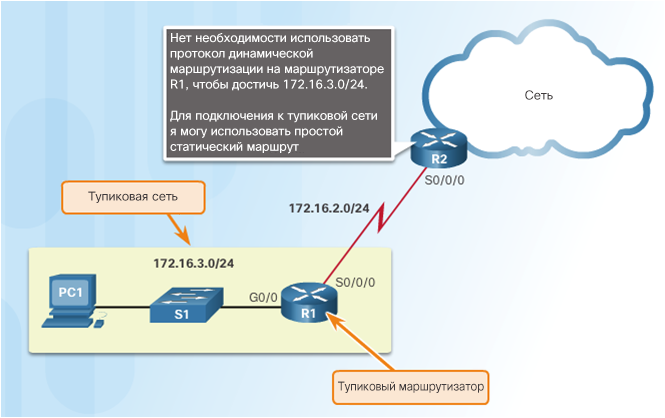 Нет необходимости использовать
протокол динамической
маршрутизации на маршрутизаторе
R1, чтобы достич 172.16.3.0/24.
Для подключения к тупиковой сети
я могу использовать простой
статический маршрут
Сеть
R2
S0/0/0
Тупиковая сеть
172.16.2.0/24
172.16.3.0/24
S0/0/0
PC1
G0/0
S1
R1
Тупиковый маршрутизатор